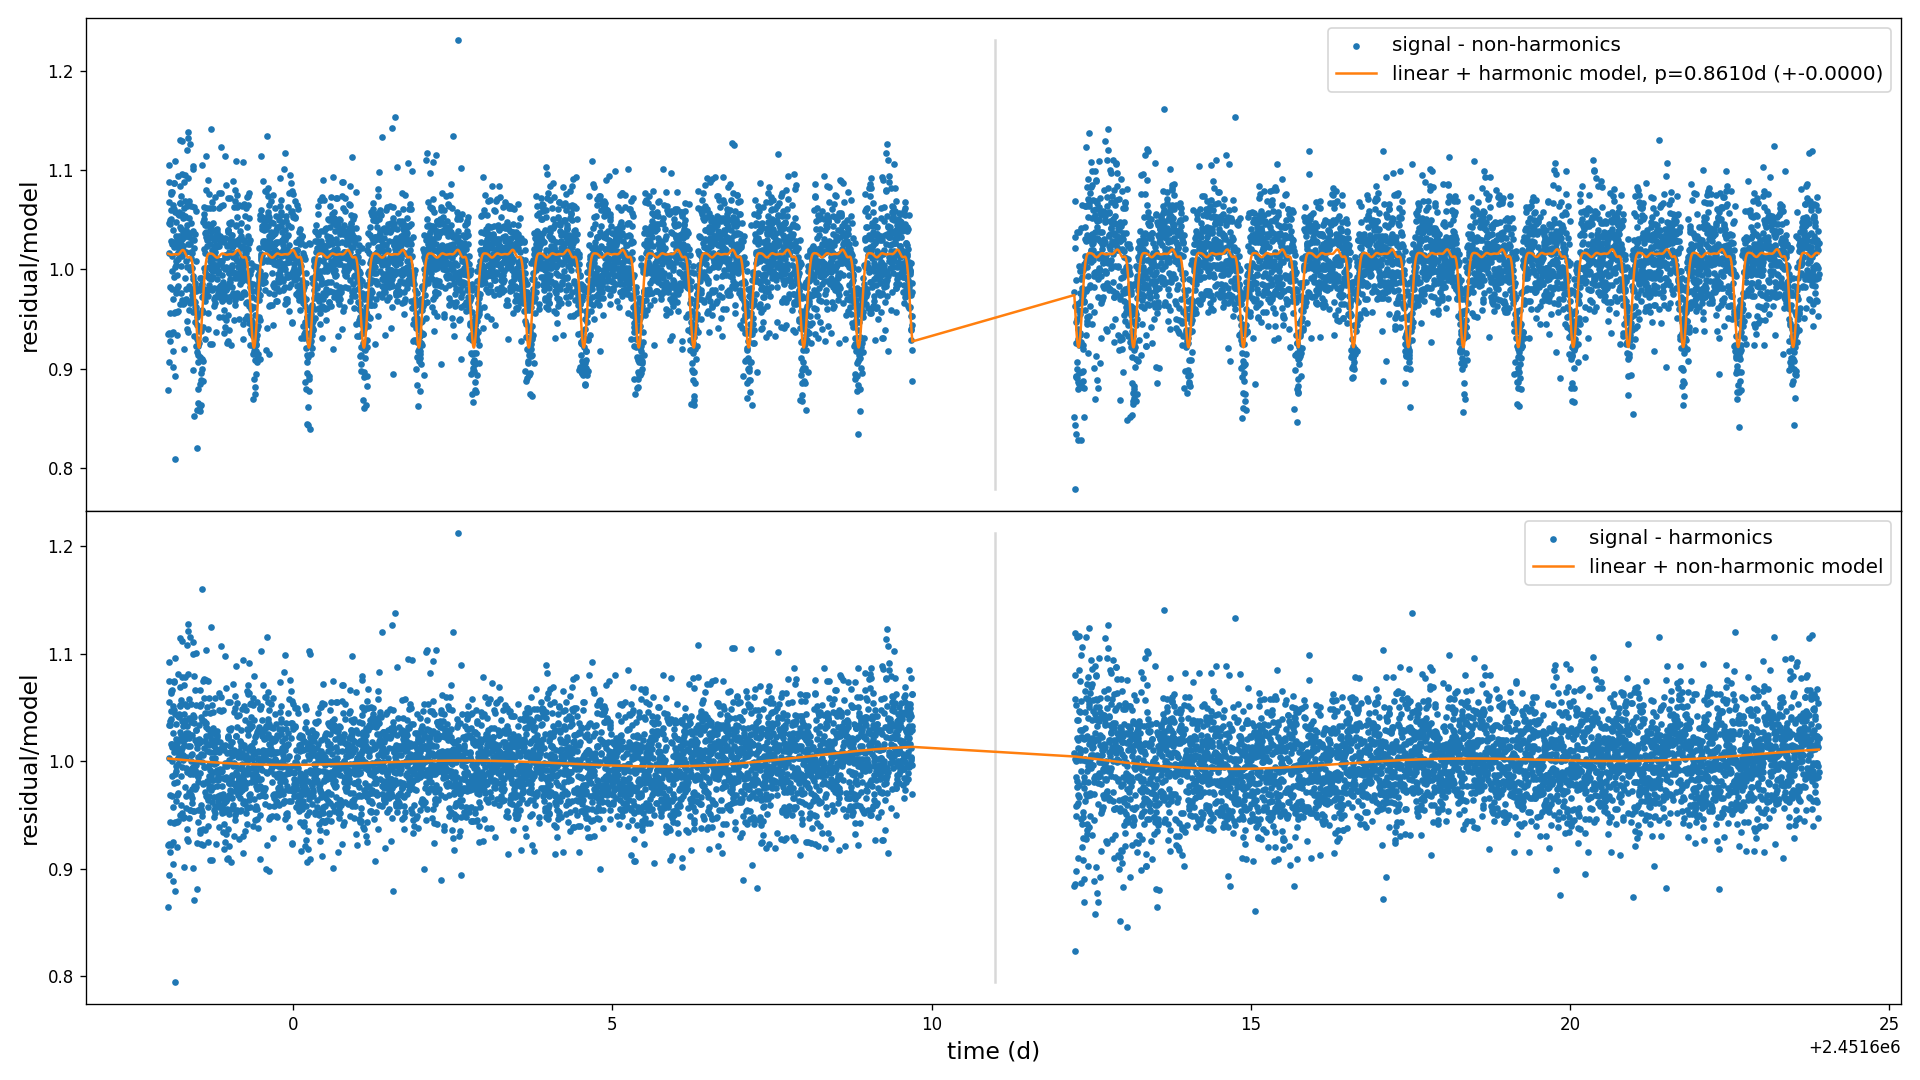 signal - non-harmonics
linear + harmonic model, p=0.8610d (+-0.0000)
1.2
1.1
1.0
0.9
0.8
residual/model
signal - harmonics
linear + non-harmonic model
1.2
1.1
1.0
0.9
0.8
residual/model
0 5 10 15 20 25
time (d)
+2.4516e6